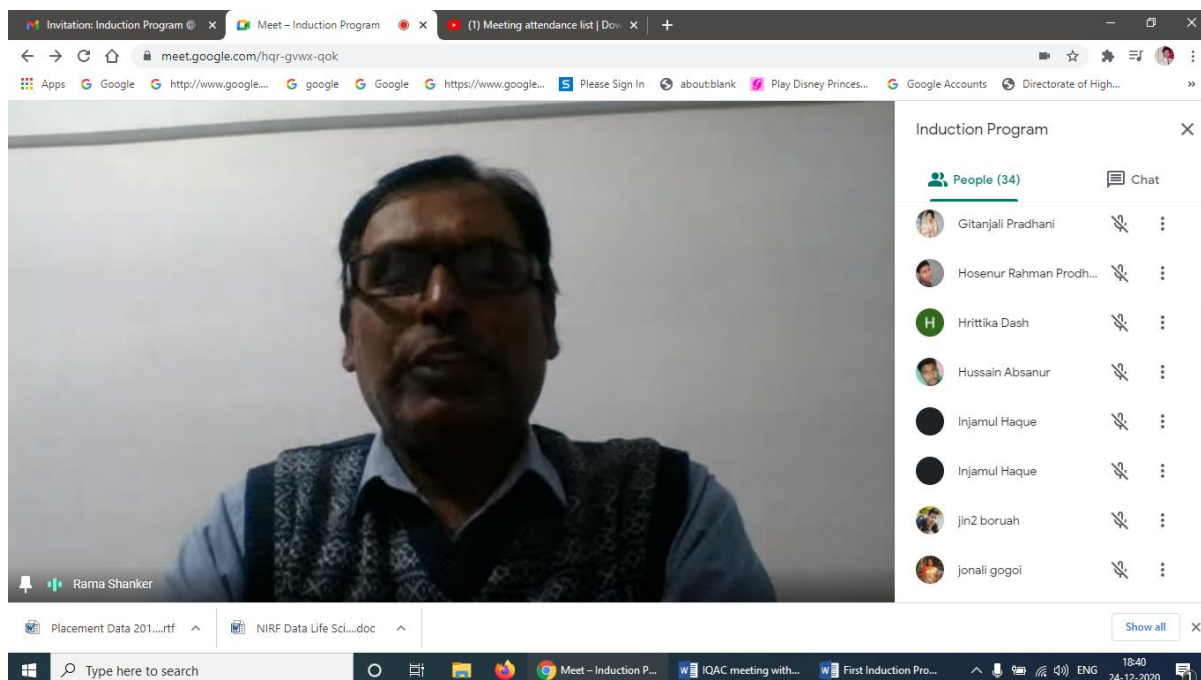 Invitation: Induction Program @
Meet – Induction Program
(1) Meeting attendance list | Dow
meet.google.com/hqr-gvwx-qok
Apps Google http://www.google.... google Google https://www.google... Please Sign In about:blank Play Disney Princes... Google Accounts Directorate of High...
Induction Program
People (34) Chat
Gitanjali Pradhani
Hosenur Rahman Prodh...
H Hrittika Dash
Hussain Absanur
Injamul Haque
Injamul Haque
jin2 boruah
jonali gogoi
Rama Shanker
Placement Data 201....rtf NIRF Data Life Sci....doc Show all
Type here to search Meet – Induction P... IQAC meeting with... First Induction Pro... ENG 18:40
24-12-2020